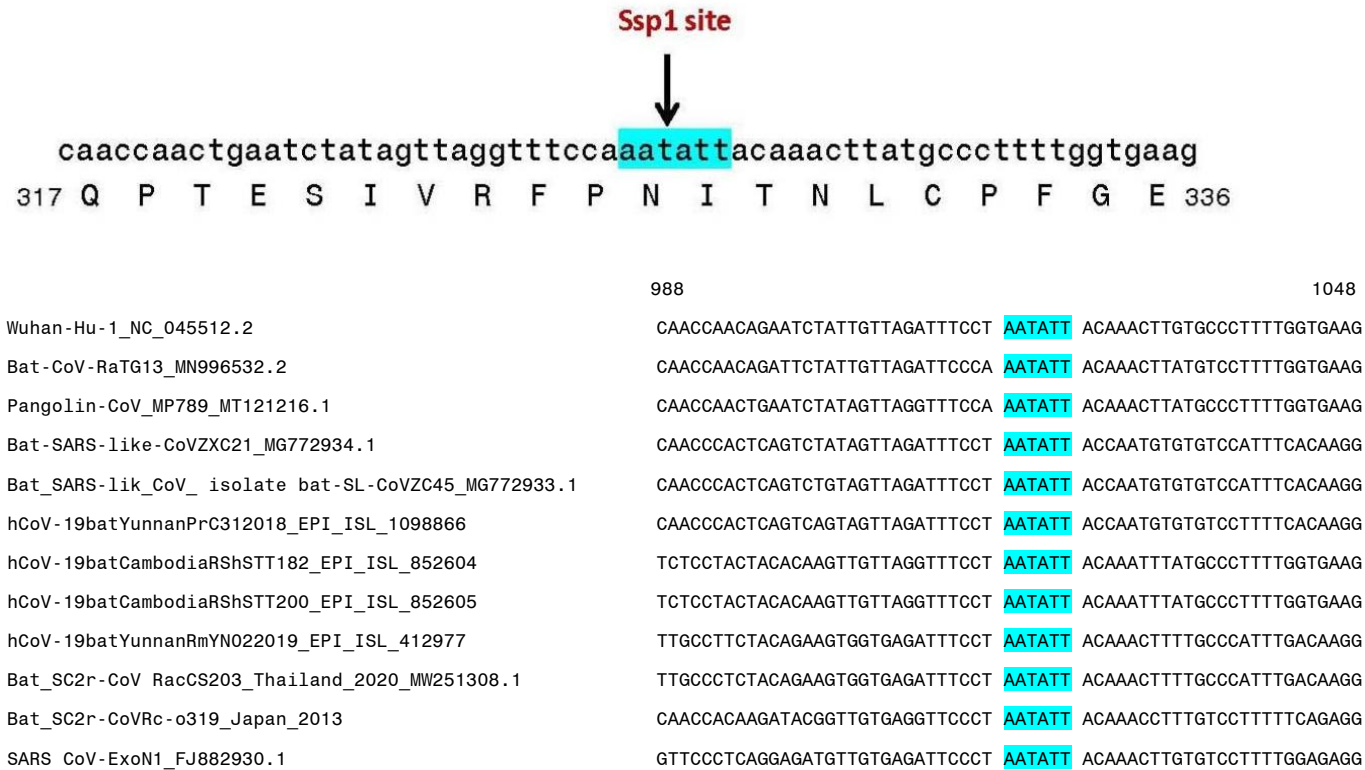 Ssp1 site
caaccaactgaatctatagttaggtttccaaatattacaaacttatgcccttttggtgaag
317 Q P T E S I V R F P N I T N L C P F G E 336
988 1048
Wuhan-Hu-1_NC_045512.2 CAACCAACAGAATCTATTGTTAGATTTCCT AATATT ACAAACTTGTGCCCTTTTGGTGAAG
Bat-CoV-RaTG13_MN996532.2 CAACCAACAGATTCTATTGTTAGATTCCCA AATATT ACAAACTTATGTCCTTTTGGTGAAG
Pangolin-CoV_MP789_MT121216.1 CAACCAACTGAATCTATAGTTAGGTTTCCA AATATT ACAAACTTATGCCCTTTTGGTGAAG
Bat-SARS-like-CoVZXC21_MG772934.1 CAACCCACTCAGTCTATAGTTAGATTTCCT AATATT ACCAATGTGTGTCCATTTCACAAGG
Bat_SARS-lik_CoV_ isolate bat-SL-CoVZC45_MG772933.1 CAACCCACTCAGTCTGTAGTTAGATTTCCT AATATT ACCAATGTGTGTCCATTTCACAAGG
hCoV-19batYunnanPrC312018_EPI_ISL_1098866 CAACCCACTCAGTCAGTAGTTAGATTTCCT AATATT ACCAATGTGTGTCCTTTTCACAAGG
hCoV-19batCambodiaRShSTT182_EPI_ISL_852604 TCTCCTACTACACAAGTTGTTAGGTTTCCT AATATT ACAAATTTATGCCCTTTTGGTGAAG
hCoV-19batCambodiaRShSTT200_EPI_ISL_852605 TCTCCTACTACACAAGTTGTTAGGTTTCCT AATATT ACAAATTTATGCCCTTTTGGTGAAG
hCoV-19batYunnanRmYN022019_EPI_ISL_412977 TTGCCTTCTACAGAAGTGGTGAGATTTCCT AATATT ACAAACTTTTGCCCATTTGACAAGG
Bat_SC2r-CoV RacCS203_Thailand_2020_MW251308.1 TTGCCCTCTACAGAAGTGGTGAGATTTCCT AATATT ACAAACTTTTGCCCATTTGACAAGG
Bat_SC2r-CoVRc-o319_Japan_2013 CAACCACAAGATACGGTTGTGAGGTTCCCT AATATT ACAAACCTTTGTCCTTTTTCAGAGG
SARS CoV-ExoN1_FJ882930.1 GTTCCCTCAGGAGATGTTGTGAGATTCCCT AATATT ACAAACTTGTGTCCTTTTGGAGAGG